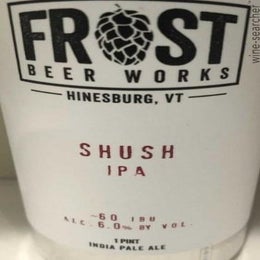 FROST
BEER WORKS
HINESBURG, VT
SHUSH
IPA
~60 IBU
ALC. 6.0% BY VOL.
1 PINT
INDIA PALE ALE
wine-searcher